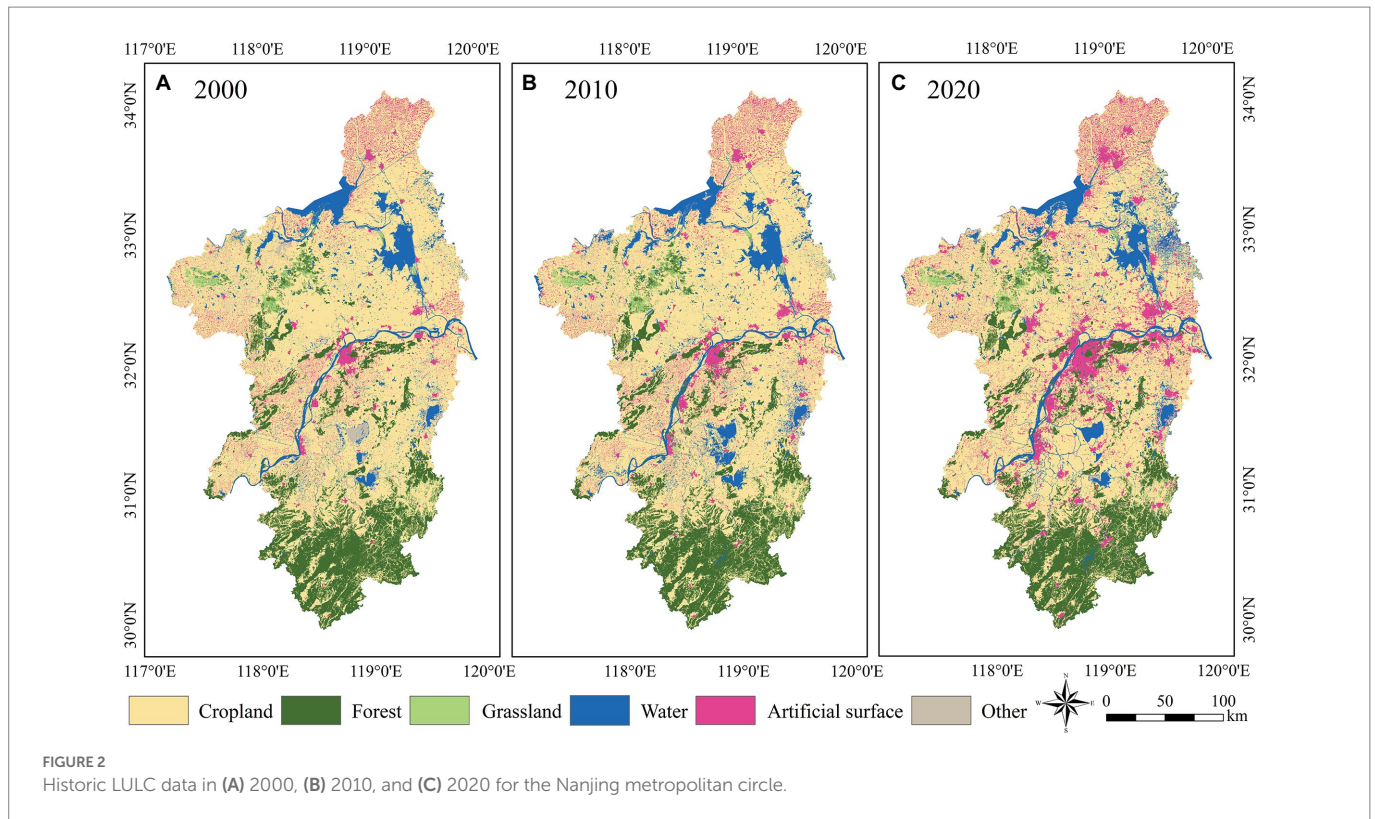 117°0'E 118°0'E 119°0'E 120°0'E 118°0'E 119°0'E 120°0'E 118°0'E 119°0'E 120°0'E
A 2000
B 2010
C 2020
34°0'N
33°0'N
32°0'N
31°0'N
30°0'N
34°0'N
33°0'N
32°0'N
31°0'N
30°0'N
117°0'E 118°0'E 119°0'E 120°0'E 118°0'E 119°0'E 120°0'E 118°0'E 119°0'E 120°0'E
Cropland Forest Grassland Water Artificial surface Other
N
W E
S
0 50 100
km
FIGURE 2
Historic LULC data in (A) 2000, (B) 2010, and (C) 2020 for the Nanjing metropolitan circle.